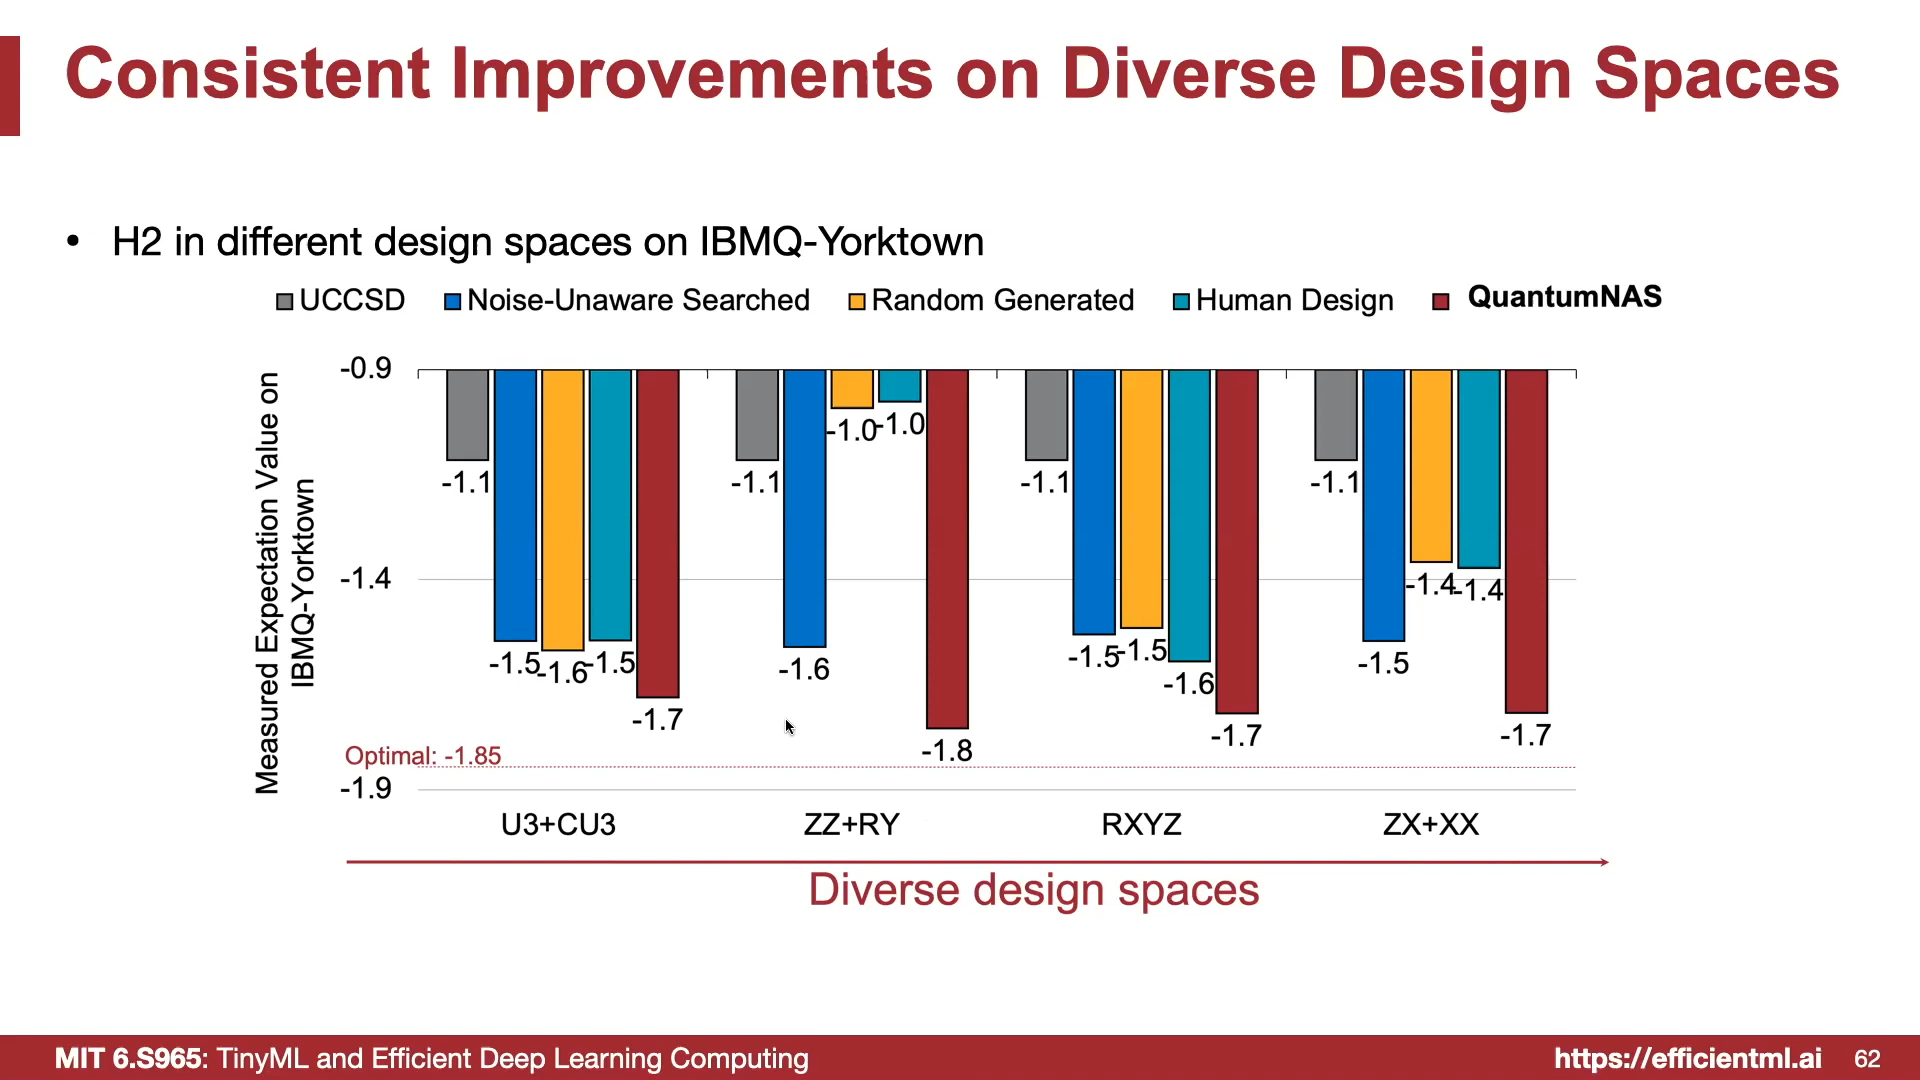 Consistent Improvements on Diverse Design Spaces
• H2 in different design spaces on IBMQ-Yorktown
UCCSD Noise-Unaware Searched Random Generated Human Design QuantumNAS
Measured Expectation Value on
IBMQ-Yorktown
-0.9
-1.4
-1.9
Optimal: -1.85
-1.1 -1.5 -1.6 -1.5 -1.7
-1.1 -1.6 -1.0 -1.0 -1.8
-1.1 -1.5 -1.5 -1.6 -1.7
-1.1 -1.5 -1.4 -1.4 -1.7
U3+CU3 ZZ+RY RXYZ ZX+XX
Diverse design spaces
MIT 6.S965: TinyML and Efficient Deep Learning Computing
https://efficientml.ai 62